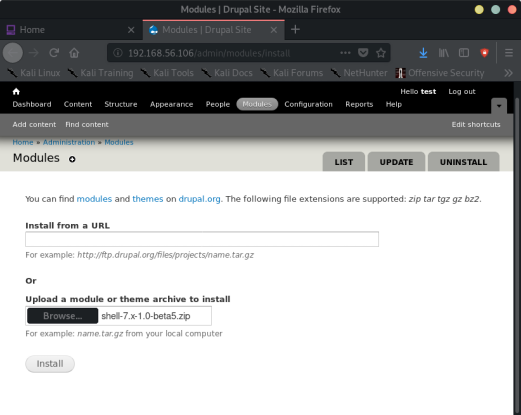 Modules | Drupal Site - Mozilla Firefox
Home
Modules | Drupal Site
192.168.56.106/admin/modules/install
Kali Linux Kali Training Kali Tools Kali Docs Kali Forums NetHunter Offensive Security
Hello test Log out
Dashboard Content Structure Appearance People Modules Configuration Reports Help
Add content Find content Edit shortcuts
Home » Administration » Modules
Modules
LIST UPDATE UNINSTALL
You can find modules and themes on drupal.org. The following file extensions are supported: zip tar tgz gz bz2.
Install from a URL
For example: http://ftp.drupal.org/files/projects/name.tar.gz
Or
Upload a module or theme archive to install
Browse... shell-7.x-1.0-beta5.zip
For example: name.tar.gz from your local computer
Install